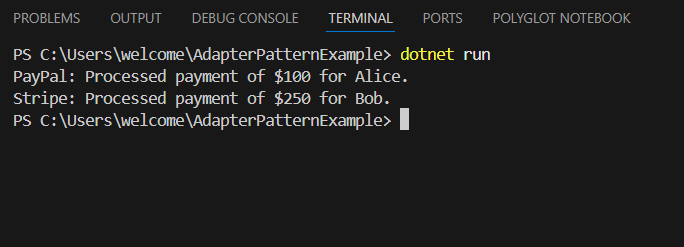 PROBLEMS OUTPUT DEBUG CONSOLE TERMINAL PORTS POLYGLOT NOTEBOOK
PS C:\Users\welcome\AdapterPatternExample> dotnet run
PayPal: Processed payment of $100 for Alice.
Stripe: Processed payment of $250 for Bob.
PS C:\Users\welcome\AdapterPatternExample>